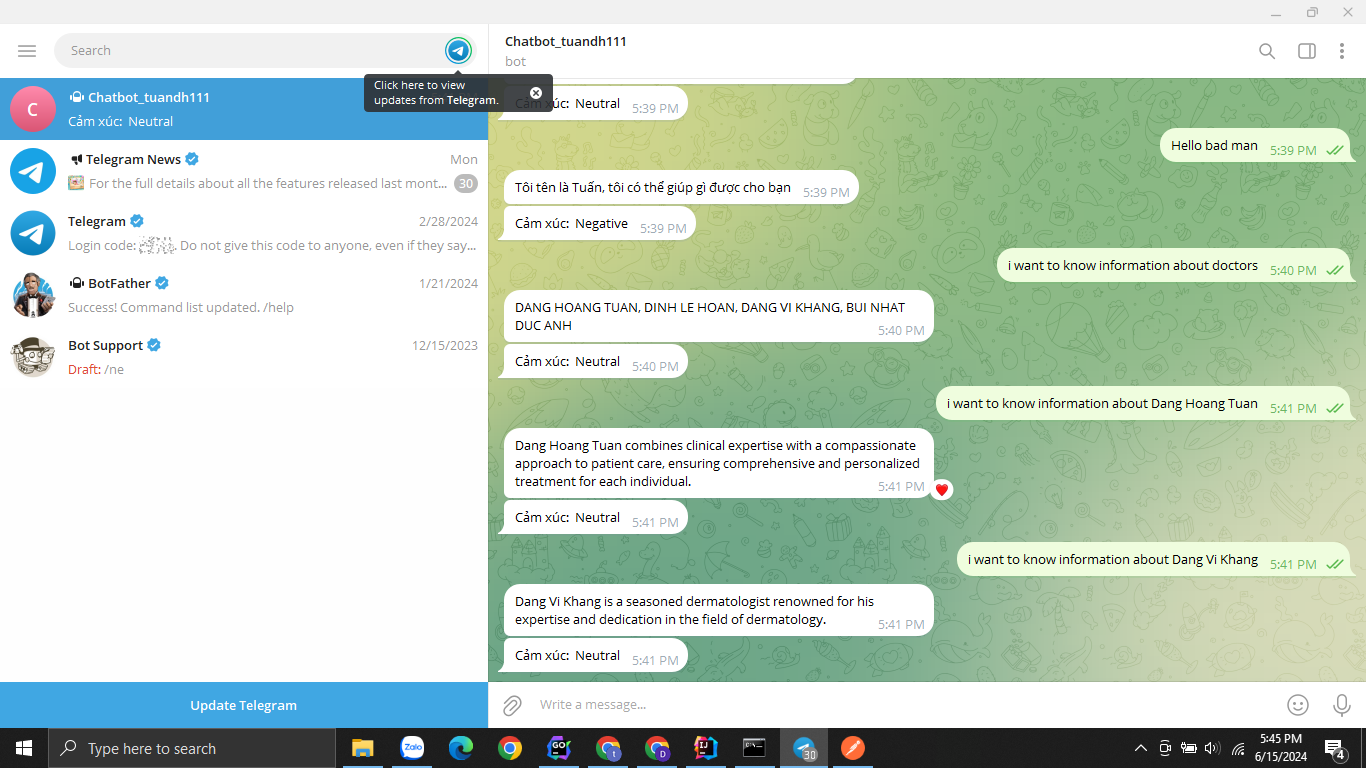 Search
Click here to view
updates from Telegram.
C
Chatbot_tuandh111
Cảm xúc: Neutral
Telegram News
Mon
For the full details about all the features released last mont...
30
Telegram
2/28/2024
Login code: . Do not give this code to anyone, even if they say...
BotFather
1/21/2024
Success! Command list updated. /help
Bot Support
12/15/2023
Draft: /ne
Update Telegram
Chatbot_tuandh111
bot
Cảm xúc: Neutral 5:39 PM
Hello bad man 5:39 PM
Tôi tên là Tuấn, tôi có thể giúp gì được cho bạn 5:39 PM
Cảm xúc: Negative 5:39 PM
i want to know information about doctors 5:40 PM
DANG HOANG TUAN, DINH LE HOAN, DANG VI KHANG, BUI NHAT
DUC ANH 5:40 PM
Cảm xúc: Neutral 5:40 PM
i want to know information about Dang Hoang Tuan 5:41 PM
Dang Hoang Tuan combines clinical expertise with a compassionate
approach to patient care, ensuring comprehensive and personalized
treatment for each individual. 5:41 PM
Cảm xúc: Neutral 5:41 PM
i want to know information about Dang Vi Khang 5:41 PM
Dang Vi Khang is a seasoned dermatologist renowned for his
expertise and dedication in the field of dermatology. 5:41 PM
Cảm xúc: Neutral 5:41 PM
Write a message...
Type here to search
Zalo
GO
t
D
IJ
30
5:45 PM
6/15/2024
4